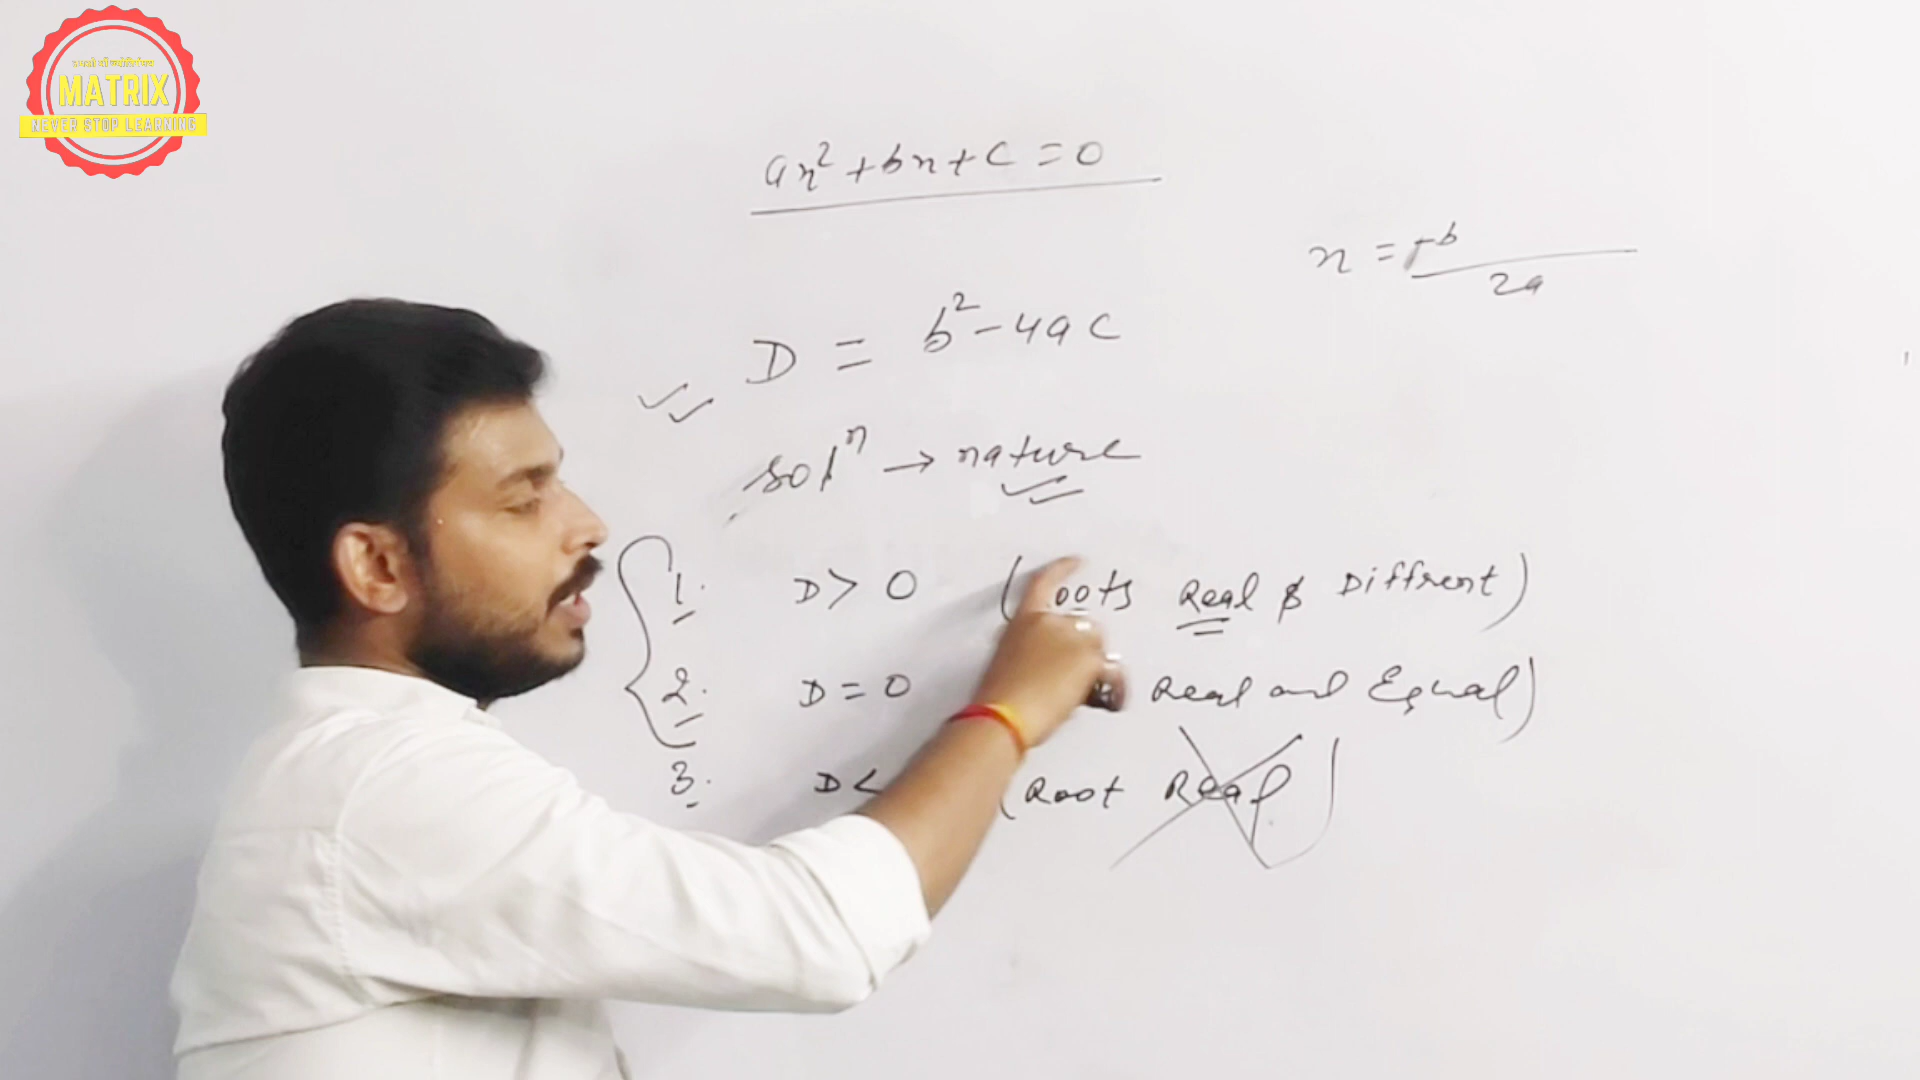 MATRIX
NEVER STOP LEARNING
ax² + bx + c = 0
x = -b / 2a
D = b² - 4ac
solⁿ → nature
1. D > 0 (Roots Real & Diffrent)
2. D = 0 Real and Equal)
3. D < (Root Real)